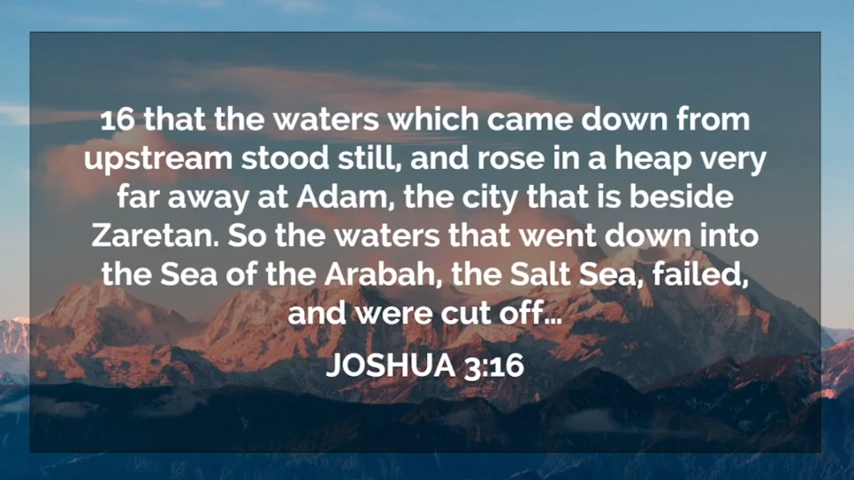 16 that the waters which came down from
upstream stood still, and rose in a heap very
far away at Adam, the city that is beside
Zaretan. So the waters that went down into
the Sea of the Arabah, the Salt Sea, failed,
and were cut off...
JOSHUA 3:16